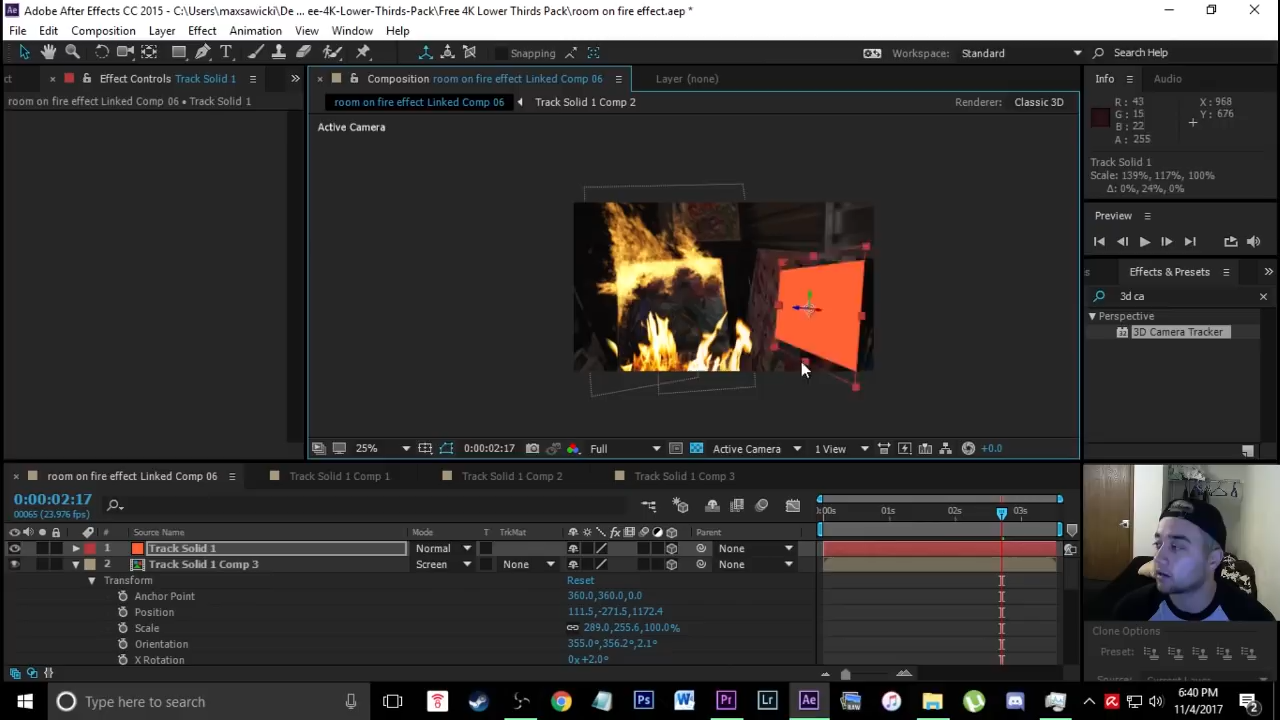 Adobe After Effects CC 2015 - C:\Users\maxsawicki\De ... ee-4K-Lower-Thirds-Pack\Free 4K Lower Thirds Pack\room on fire effect.aep *
File Edit Composition Layer Effect Animation View Window Help
Snapping
Workspace: Standard
Search Help
ct Effect Controls Track Solid 1
Composition room on fire effect Linked Comp 06
Layer (none)
Info Audio
room on fire effect Linked Comp 06 • Track Solid 1
room on fire effect Linked Comp 06 Track Solid 1 Comp 2
Renderer: Classic 3D
R : 43
G : 15
B : 22
A : 255
X : 968
Y : 676
Active Camera
Track Solid 1
Scale: 139%, 117%, 100%
Δ: 0%, 24%, 0%
Preview
s Effects & Presets
3d ca
Perspective
32 3D Camera Tracker
25% 0:00:02:17 Full Active Camera 1 View +0.0
room on fire effect Linked Comp 06 Track Solid 1 Comp 1 Track Solid 1 Comp 2 Track Solid 1 Comp 3
0:00:02:17
00065 (23.976 fps)
:00s 01s 02s 03s
# Source Name Mode T TrkMat fx Parent
1 Track Solid 1 Normal None
2 Track Solid 1 Comp 3 Screen None None
Transform Reset
Anchor Point 360.0,360.0,0.0
Position 111.5,-271.5,1172.4
Scale 289.0,255.6,100.0%
Orientation 355.0°,356.2°,2.1°
X Rotation 0x+2.0°
Clone Options
Preset:
Type here to search
Ps Pr Lr Ae
6:40 PM
11/4/2017
2